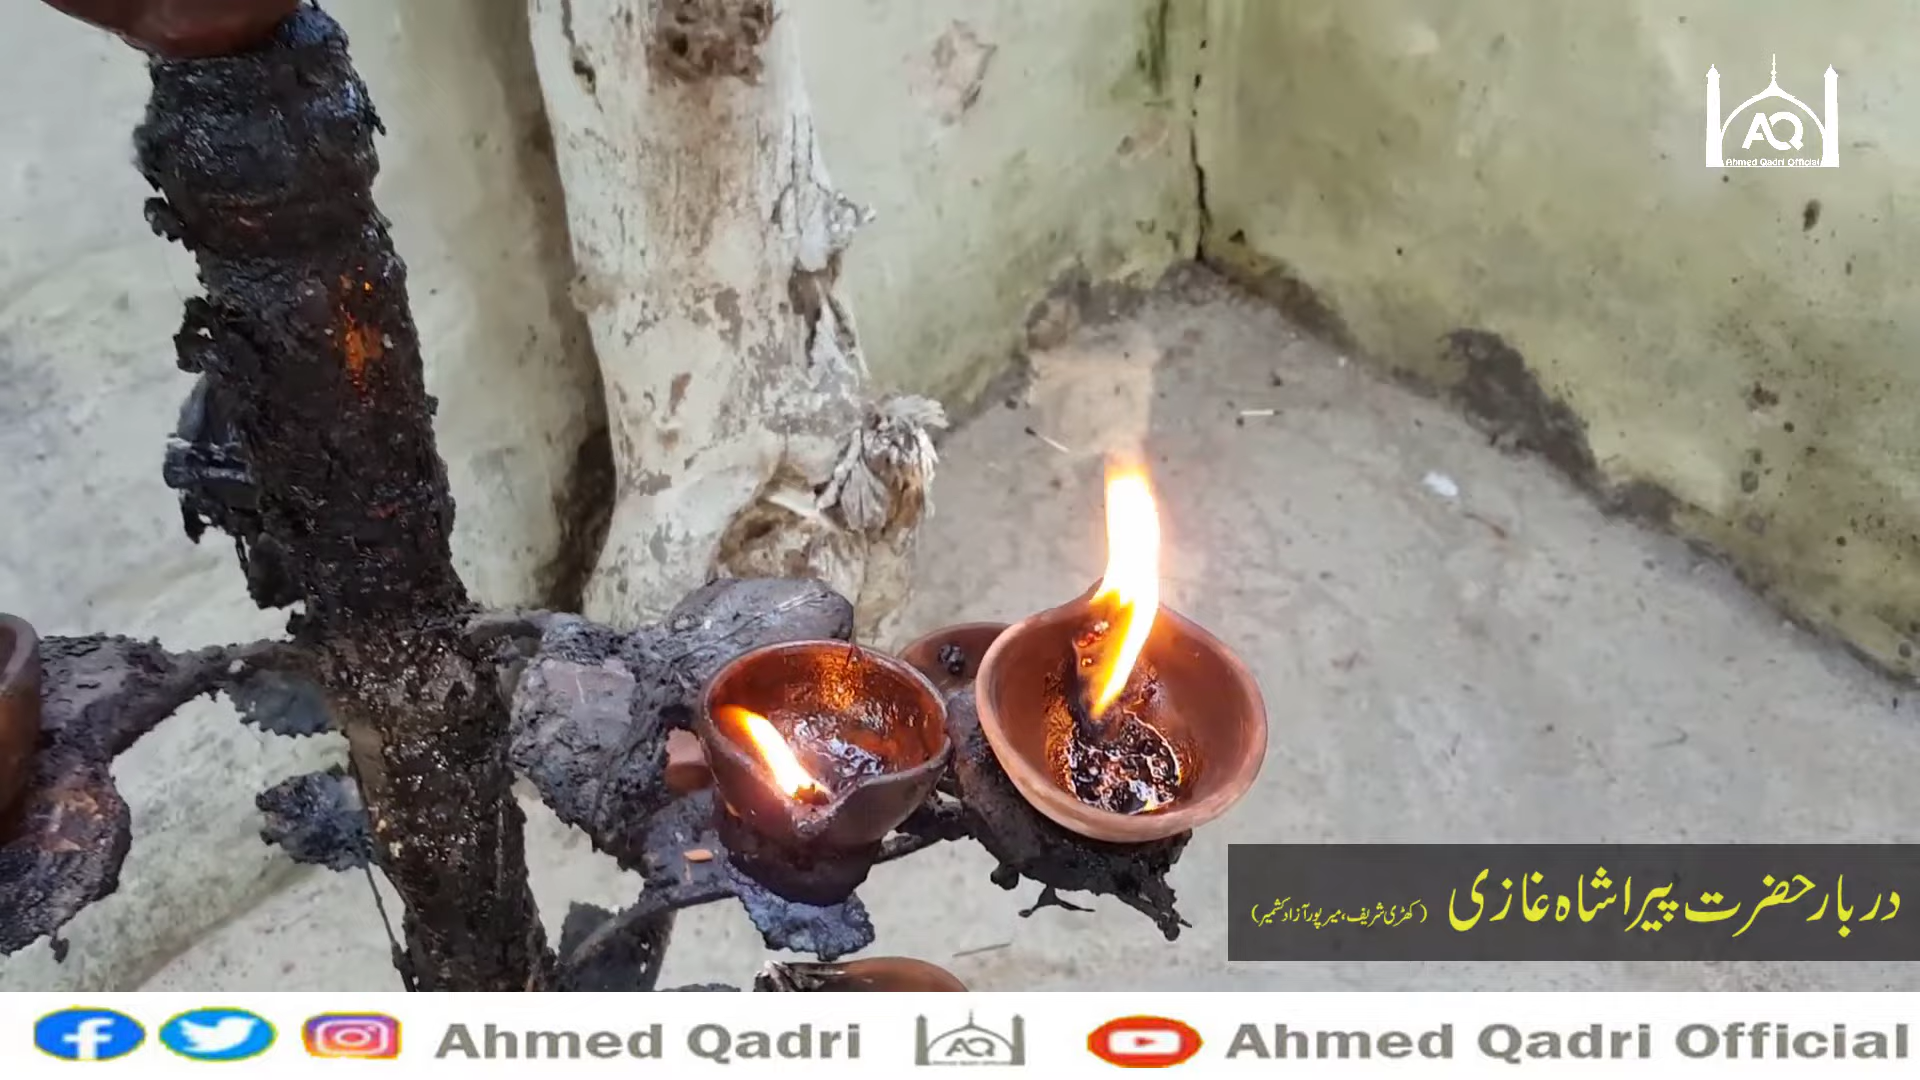 AQ
Ahmed Qadri Official
دربار حضرت پیرا شاہ غازی (کھڑی شریف، میرپور آزاد کشمیر)
Ahmed Qadri AQ Ahmed Qadri Official